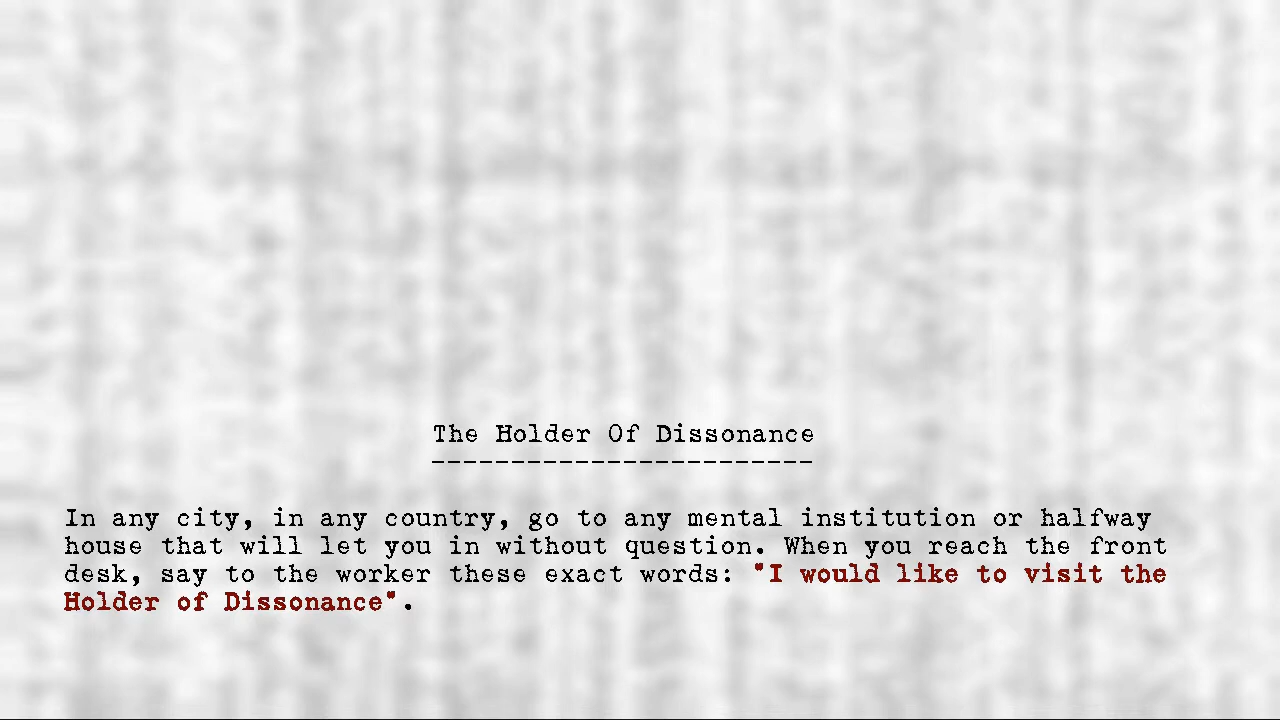 The Holder Of Dissonance
------------------------
In any city, in any country, go to any mental institution or halfway
house that will let you in without question. When you reach the front
desk, say to the worker these exact words: "I would like to visit the
Holder of Dissonance".